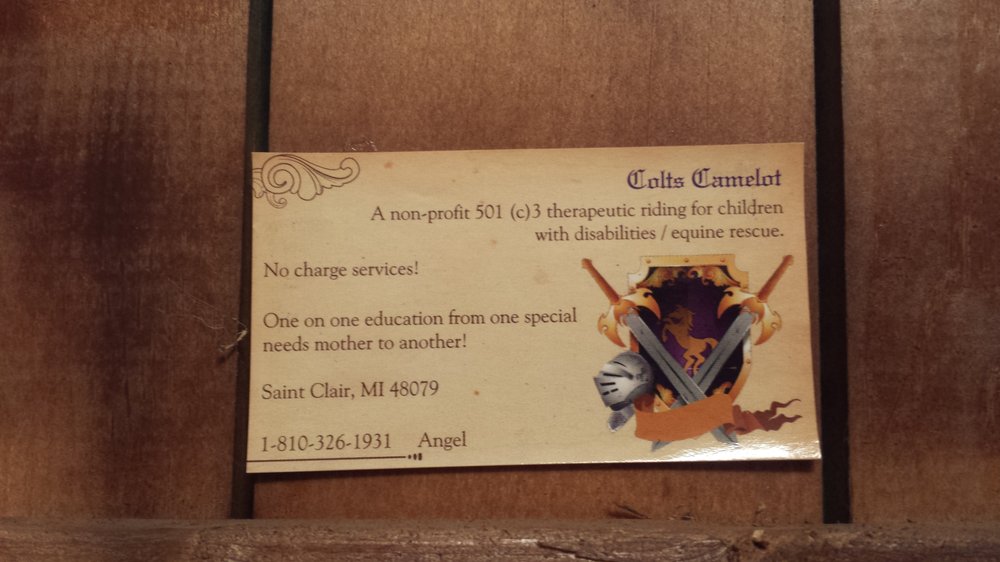 Colts Camelot
A non-profit 501 (c)3 therapeutic riding for children
with disabilities / equine rescue.
No charge services!
One on one education from one special
needs mother to another!
Saint Clair, MI 48079
1-810-326-1931 Angel